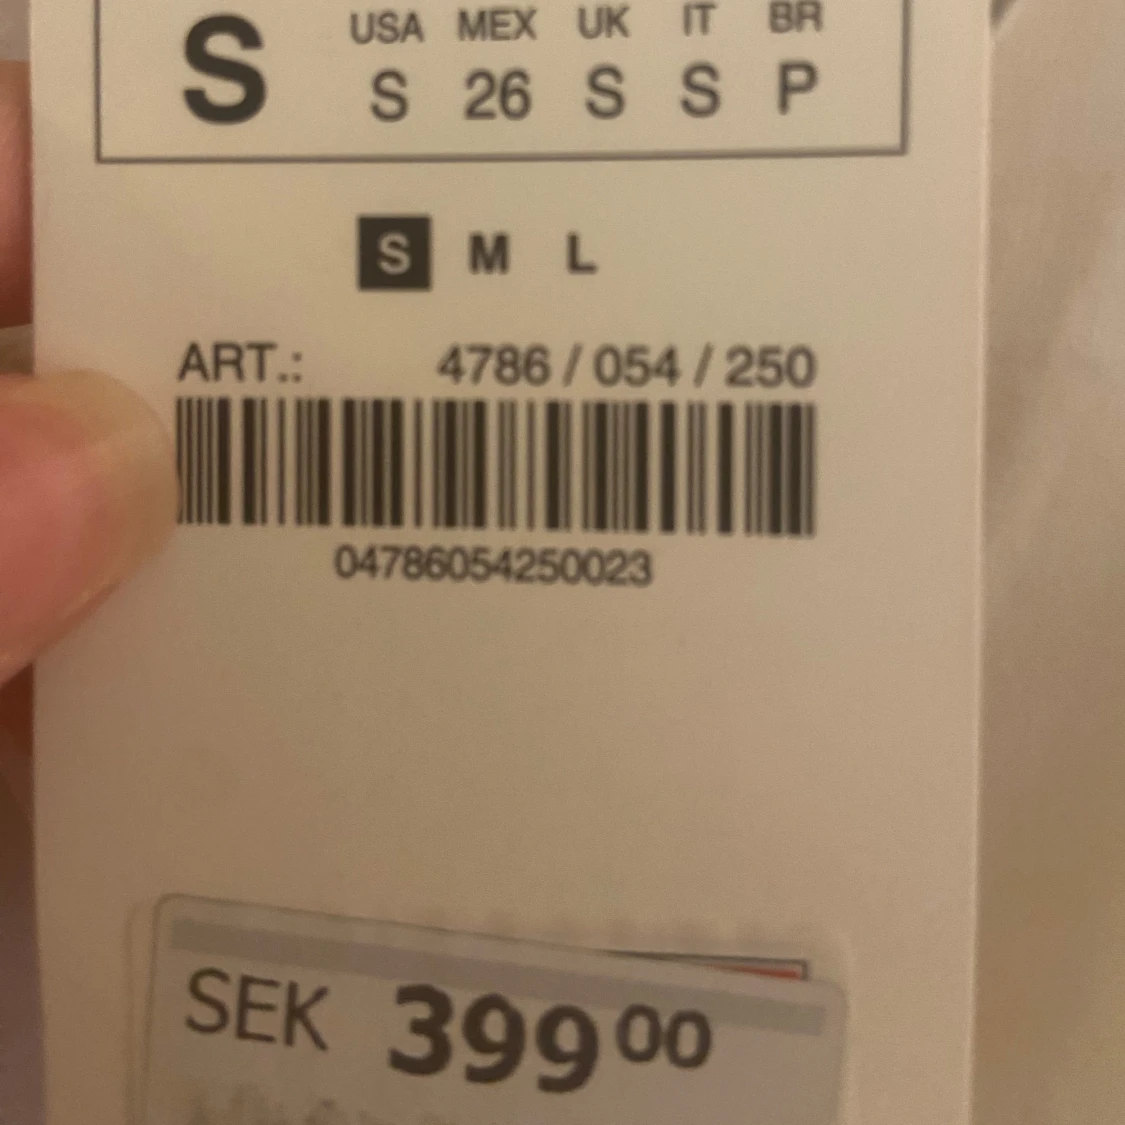 USA MEX UK IT BR
S S 26 S S P
S M L
ART.: 4786 / 054 / 250
04786054250023
SEK 399 00